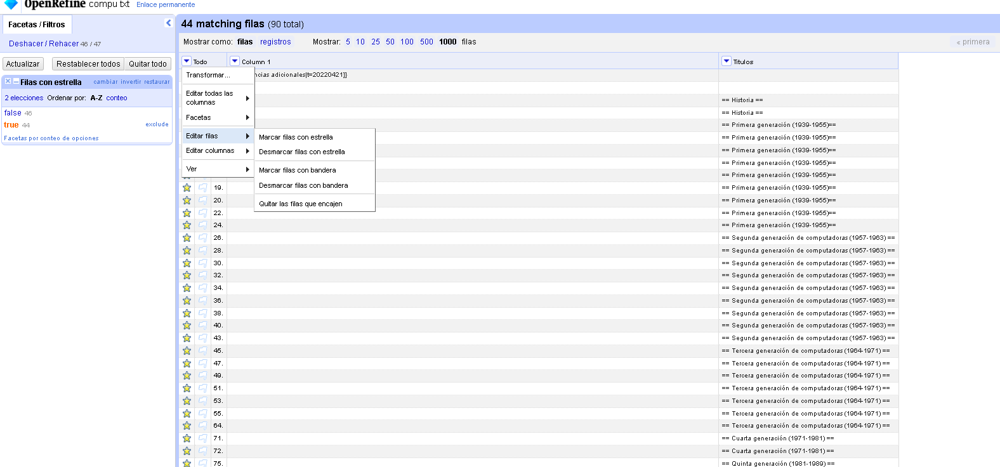 OpenRefine compu txt Enlace permanente
Facetas / Filtros
Deshacer / Rehacer 46 / 47
Actualizar Restablecer todos Quitar todo
Filas con estrella cambiar invertir restaurar
2 elecciones Ordenar por: A-Z conteo
false 46
true 44 exclude
Facetas por conteo de opciones
44 matching filas (90 total)
Mostrar como: filas registros Mostrar: 5 10 25 50 100 500 1000 filas « primera
Todo Column 1 Titulos
Transformar...
Editar todas las
columnas
Facetas
Editar filas
Editar columnas
Ver
Marcar filas con estrella
Desmarcar filas con estrella
Marcar filas con bandera
Desmarcar filas con bandera
Quitar las filas que encajen
adicionales|t=20220421}}
== Historia ==
== Historia ==
== Primera generación (1939-1955)==
== Primera generación (1939-1955)==
== Primera generación (1939-1955)==
== Primera generación (1939-1955)==
== Primera generación (1939-1955)==
19. == Primera generación (1939-1955)==
20. == Primera generación (1939-1955)==
22. == Primera generación (1939-1955)==
24. == Primera generación (1939-1955)==
26. == Segunda generación de computadoras (1957-1963) ==
28. == Segunda generación de computadoras (1957-1963) ==
30. == Segunda generación de computadoras (1957-1963) ==
32. == Segunda generación de computadoras (1957-1963) ==
34. == Segunda generación de computadoras (1957-1963) ==
36. == Segunda generación de computadoras (1957-1963) ==
38. == Segunda generación de computadoras (1957-1963) ==
40. == Segunda generación de computadoras (1957-1963) ==
43. == Segunda generación de computadoras (1957-1963) ==
45. == Tercera generación de computadoras (1964-1971) ==
47. == Tercera generación de computadoras (1964-1971) ==
49. == Tercera generación de computadoras (1964-1971) ==
51. == Tercera generación de computadoras (1964-1971) ==
53. == Tercera generación de computadoras (1964-1971) ==
55. == Tercera generación de computadoras (1964-1971) ==
64. == Tercera generación de computadoras (1964-1971) ==
71. == Cuarta generación (1971-1981) ==
72. == Cuarta generación (1971-1981) ==
75. == Quinta generación (1981-1989) ==